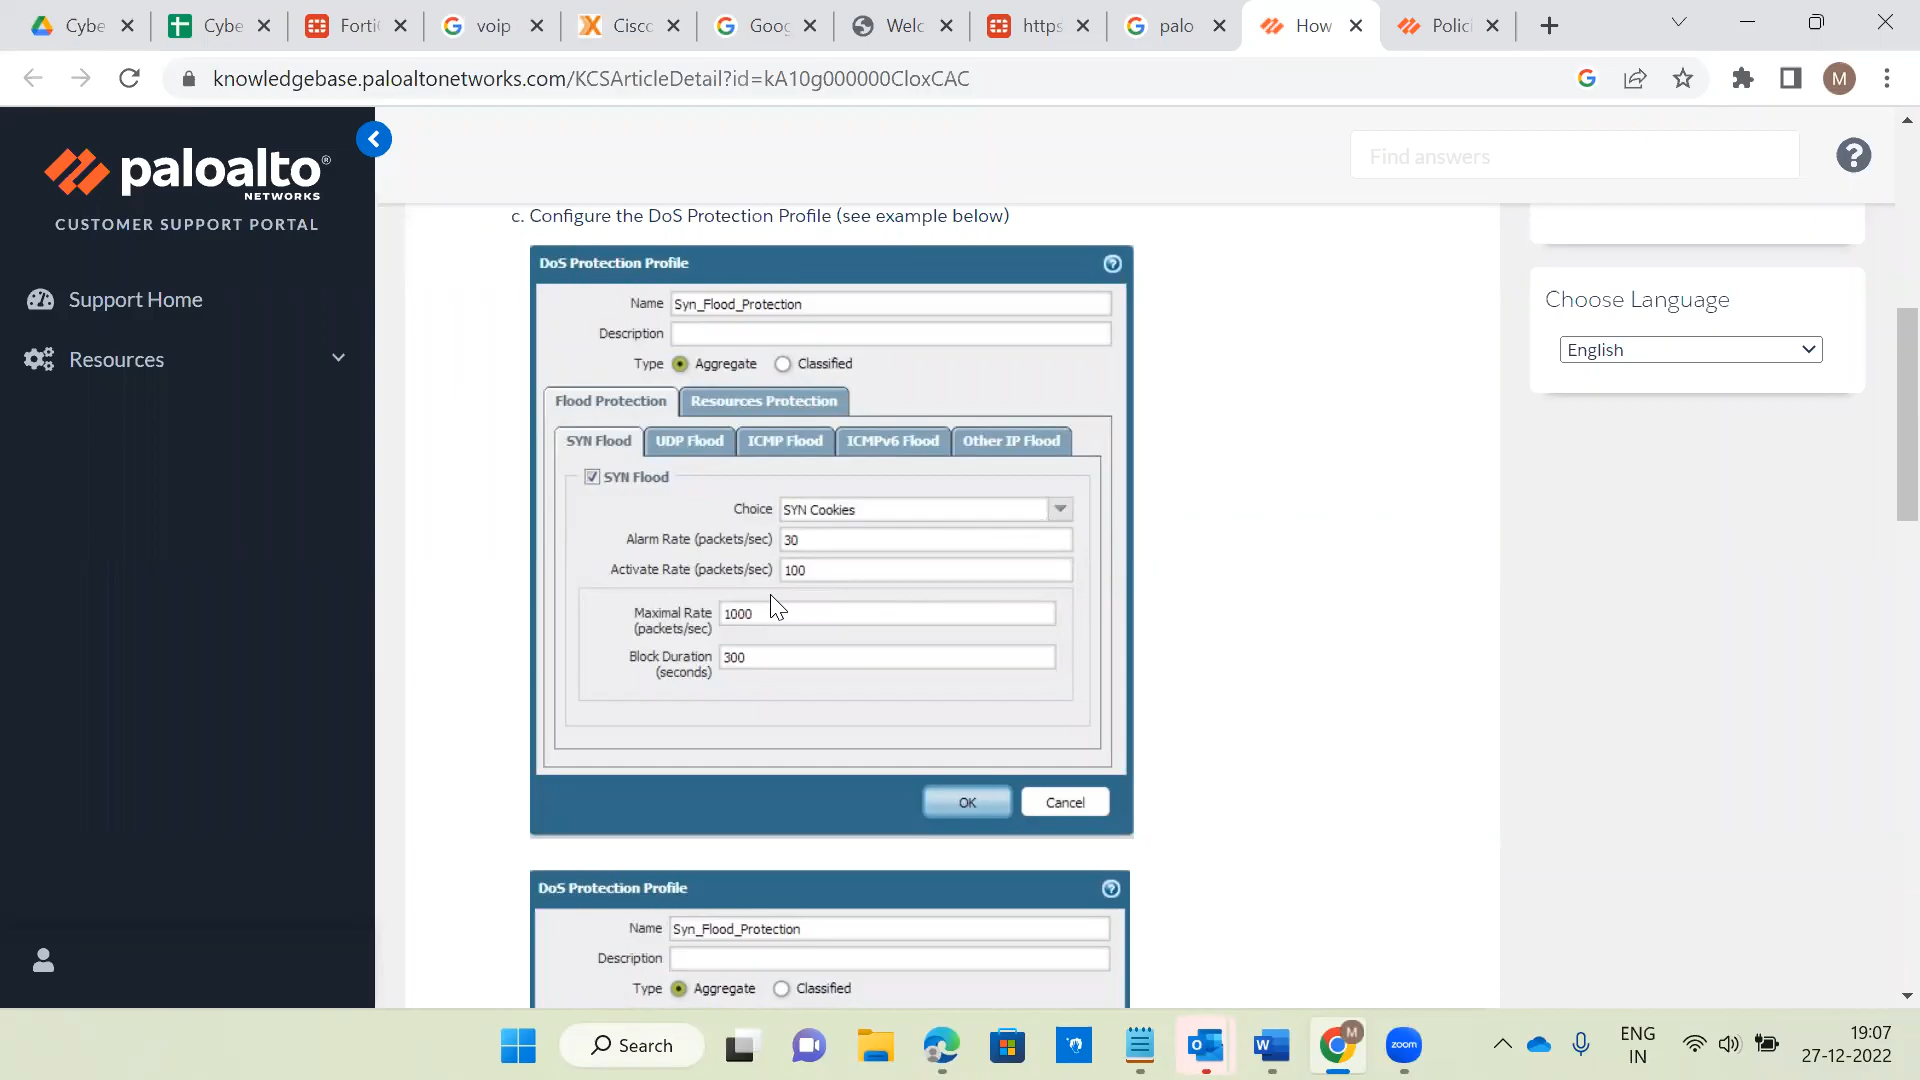 Cybe
Cybe
Forti
voip
Cisco
Goog
Welc
https
palo
How
Polici
knowledgebase.paloaltonetworks.com/KCSArticleDetail?id=kA10g000000CloxCAC
M
paloalto®
NETWORKS
CUSTOMER SUPPORT PORTAL
Support Home
Resources
Find answers
c. Configure the DoS Protection Profile (see example below)
DoS Protection Profile
Name Syn_Flood_Protection
Description
Type Aggregate Classified
Flood Protection Resources Protection
SYN Flood UDP Flood ICMP Flood ICMPv6 Flood Other IP Flood
SYN Flood
Choice SYN Cookies
Alarm Rate (packets/sec) 30
Activate Rate (packets/sec) 100
Maximal Rate 1000
(packets/sec)
Block Duration 300
(seconds)
OK Cancel
DoS Protection Profile
Name Syn_Flood_Protection
Description
Type Aggregate Classified
Choose Language
English
Search
M
zoom
ENG
IN
19:07
27-12-2022